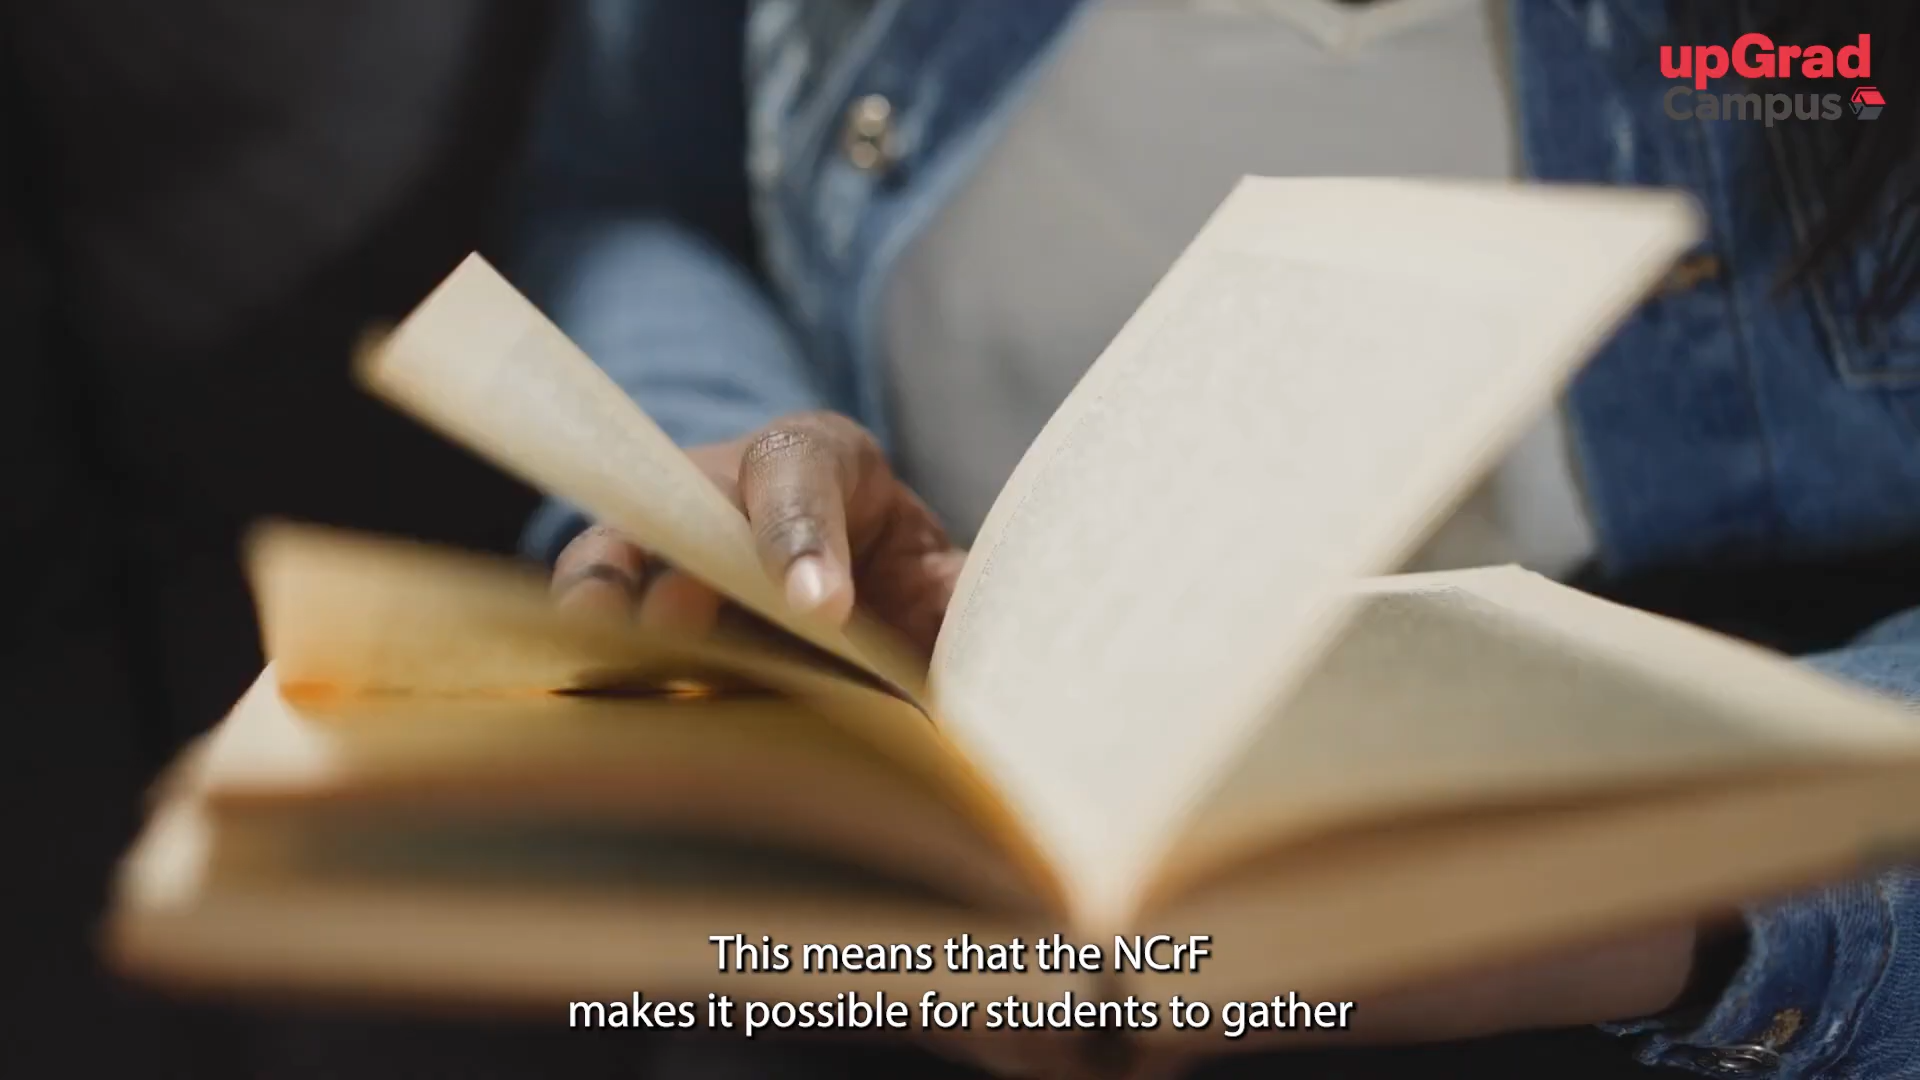 upGrad
Campus
This means that the NCrF
makes it possible for students to gather